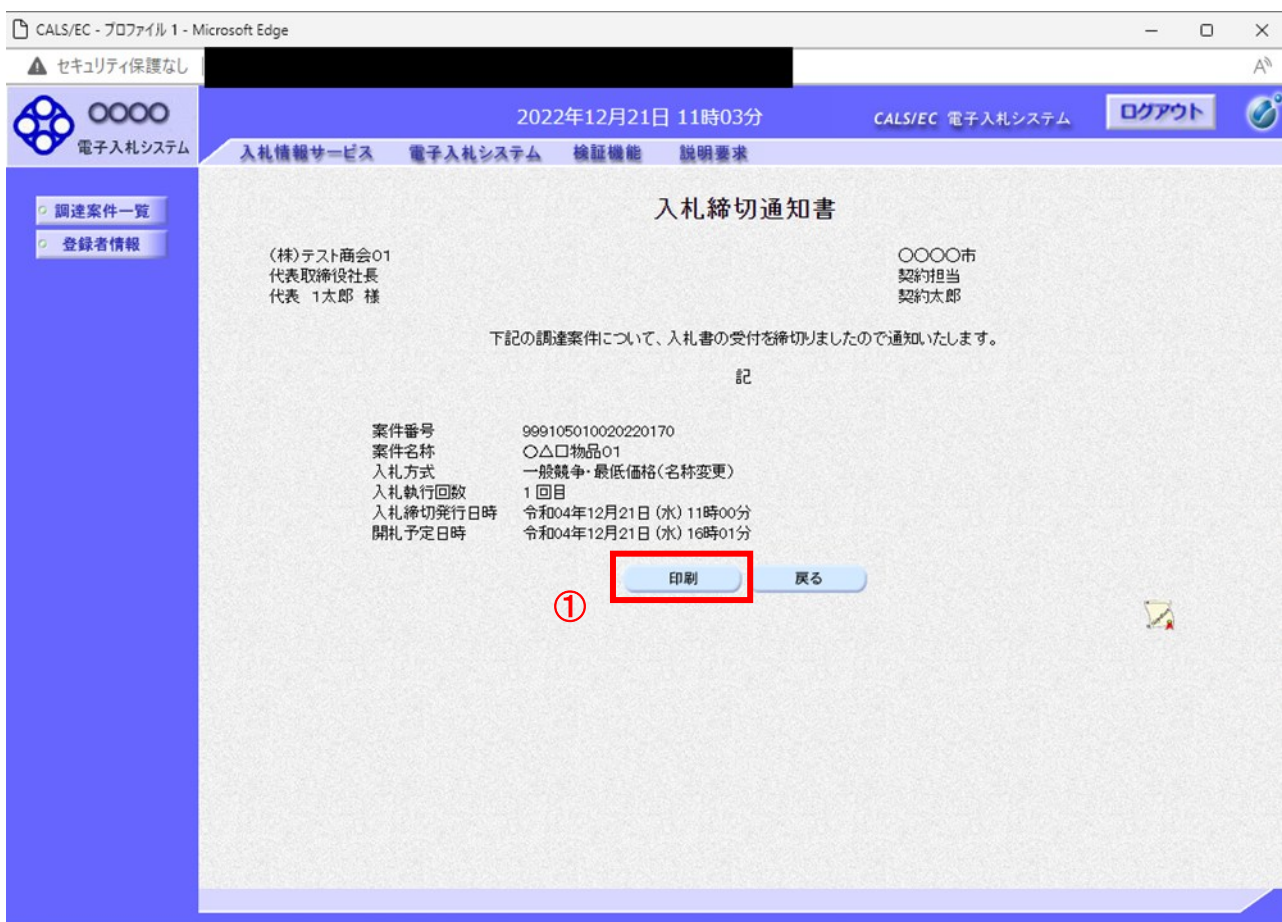 CALS/EC - プロファイル 1 - Microsoft Edge
セキュリティ保護なし
〇〇〇〇
電子入札システム
2022年12月21日 11時03分
CALS/EC 電子入札システム
ログアウト
入札情報サービス 電子入札システム 検証機能 説明要求
調達案件一覧
登録者情報
入札締切通知書
(株)テスト商会01
代表取締役社長
代表 1太郎 様
〇〇〇〇市
契約担当
契約太郎
下記の調達案件について、入札書の受付を締切りましたので通知いたします。
記
案件番号 999105010020220170
案件名称 〇△口物品01
入札方式 一般競争・最低価格(名称変更)
入札執行回数 1 回目
入札締切発行日時 令和04年12月21日 (水) 11時00分
開札予定日時 令和04年12月21日 (水) 16時01分
印刷 戻る
①